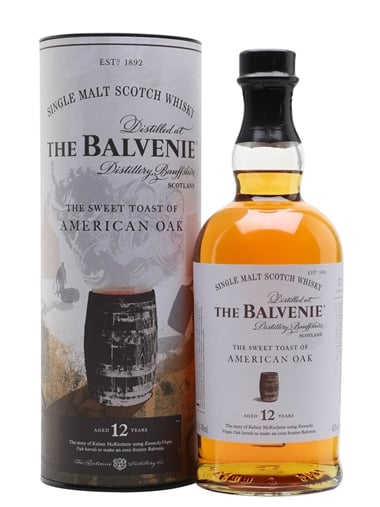 ESTD 1892
SINGLE MALT SCOTCH WHISKY
Distilled at
THE BALVENIE®
Distillery, Banffshire
SCOTLAND
THE SWEET TOAST OF
AMERICAN OAK
AGED 12 YEARS
The story of Kelsey McKechnie using Kentucky Virgin
Oak barrels to make an even fruitier Balvenie
The Balvenie Distillery Co.
ESTD 1892
SINGLE MALT SCOTCH WHISKY
Distilled at
THE BALVENIE®
Distillery, Banffshire
SCOTLAND
THE SWEET TOAST OF
AMERICAN OAK
AGED 12 YEARS
The story of Kelsey McKechnie using Kentucky Virgin
Oak barrels to make an even fruitier Balvenie